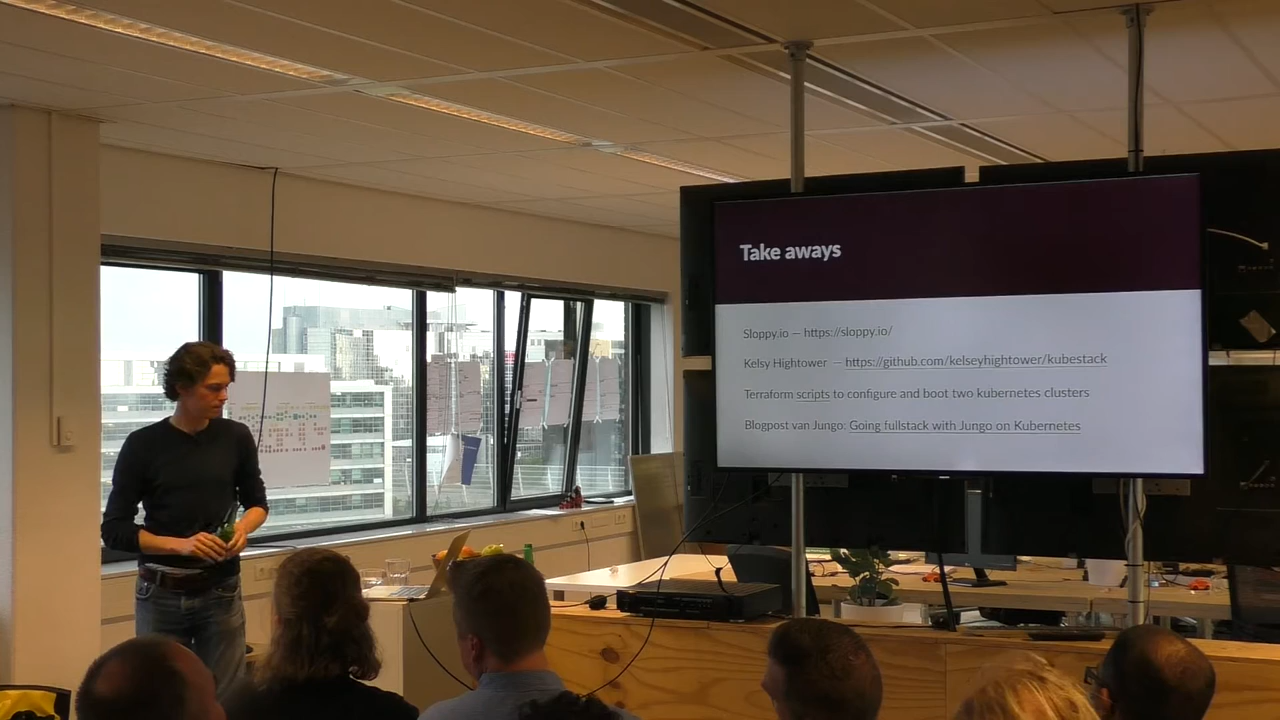 Take aways
Sloppy.io — https://sloppy.io/
Kelsy Hightower — https://github.com/kelseyhightower/kubestack
Terraform scripts to configure and boot two kubernetes clusters
Blogpost van Jungo: Going fullstack with Jungo on Kubernetes